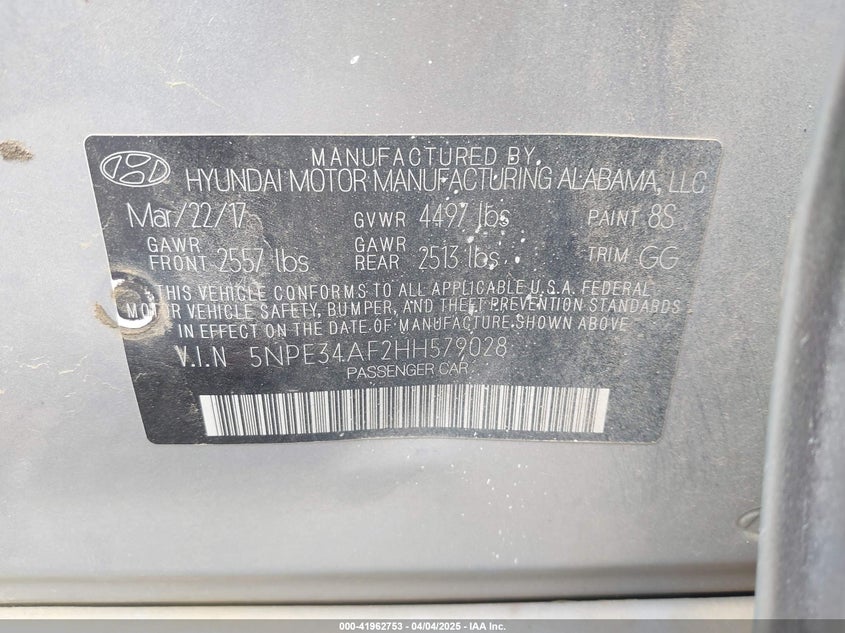 MANUFACTURED BY
HYUNDAI MOTOR MANUFACTURING ALABAMA, LLC
Mar/22/17 GVWR 4497 lbs PAINT 8S
GAWR FRONT 2557 lbs GAWR REAR 2513 lbs TRIM GG
THIS VEHICLE CONFORMS TO ALL APPLICABLE U.S.A. FEDERAL
MOTOR VEHICLE SAFETY, BUMPER, AND THEFT PREVENTION STANDARDS
IN EFFECT ON THE DATE OF MANUFACTURE SHOWN ABOVE
V.I.N 5NPE34AF2HH579028
PASSENGER CAR
000-41962753 - 04/04/2025 - IAA Inc.